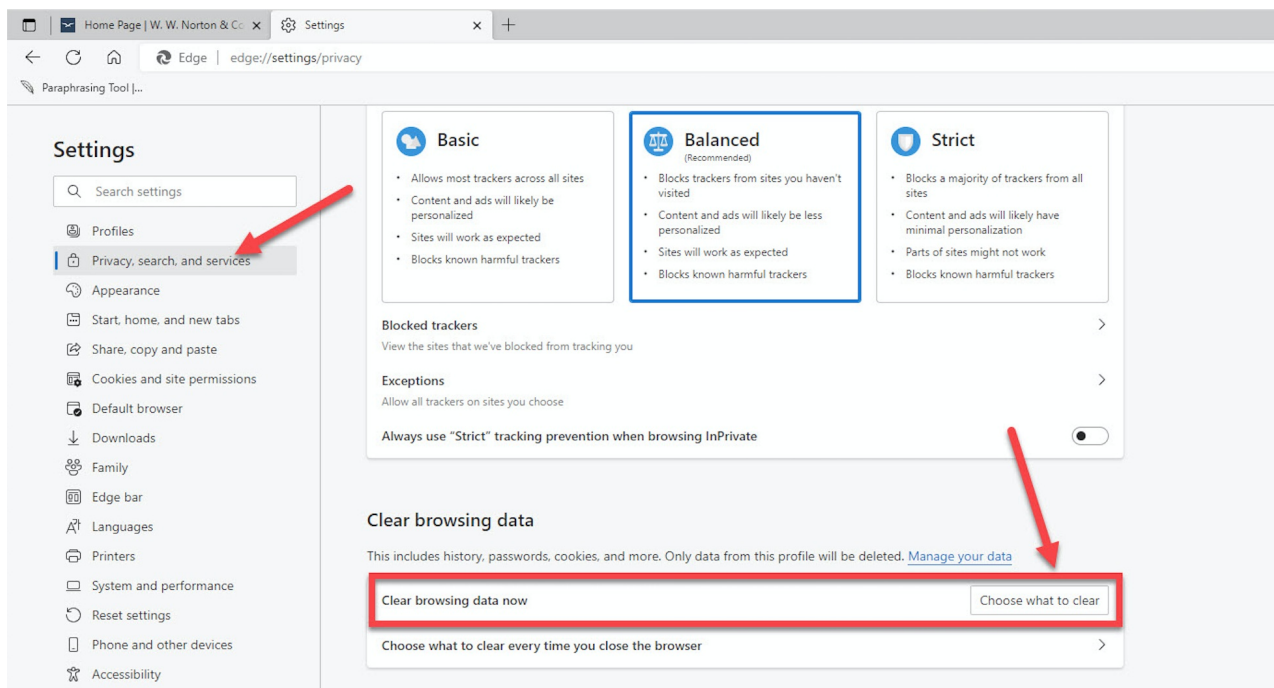 Home Page | W. W. Norton & Co
Settings
Edge | edge://settings/privacy
Paraphrasing Tool |...
Settings
Search settings
Profiles
Privacy, search, and services
Appearance
Start, home, and new tabs
Share, copy and paste
Cookies and site permissions
Default browser
Downloads
Family
Edge bar
Languages
Printers
System and performance
Reset settings
Phone and other devices
Accessibility
Basic
• Allows most trackers across all sites
• Content and ads will likely be
personalized
• Sites will work as expected
• Blocks known harmful trackers
Balanced
(Recommended)
• Blocks trackers from sites you haven't
visited
• Content and ads will likely be less
personalized
• Sites will work as expected
• Blocks known harmful trackers
Strict
• Blocks a majority of trackers from all
sites
• Content and ads will likely have
minimal personalization
• Parts of sites might not work
• Blocks known harmful trackers
Blocked trackers
View the sites that we've blocked from tracking you
Exceptions
Allow all trackers on sites you choose
Always use “Strict” tracking prevention when browsing InPrivate
Clear browsing data
This includes history, passwords, cookies, and more. Only data from this profile will be deleted. Manage your data
Clear browsing data now
Choose what to clear
Choose what to clear every time you close the browser